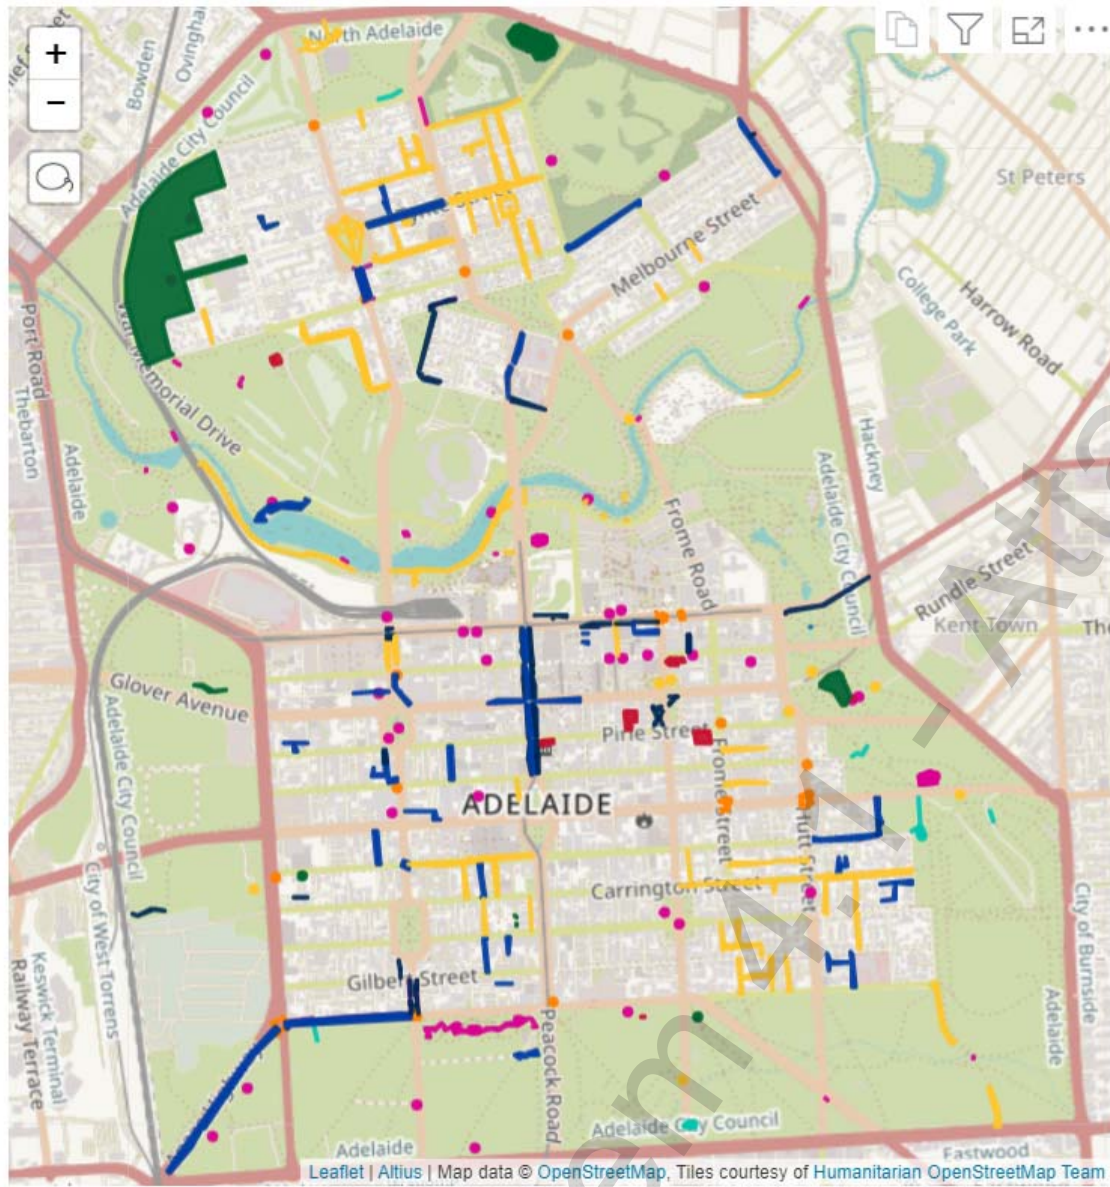 North Adelaide
Bowden
+
−
Adelaide City Council
St Peters
Melbourne Street
College Park
Harrow Road
Port Road
Thebarton
Adelaide
War Memorial Drive
Hackney
Adelaide City Council
Frome Road
Rundle Street
Kent Town
Glover Avenue
Adelaide City Council
Pirie Street
ADELAIDE
Frome Street
Hutt Street
Carrington Street
City of West Torrens
City of Burnside
Keswick Terminal
Railway Terrace
Gilbert Street
Adelaide
Peacock Road
Adelaide City Council
Adelaide
Eastwood
Leaflet | Altius | Map data © OpenStreetMap, Tiles courtesy of Humanitarian OpenStreetMap Team